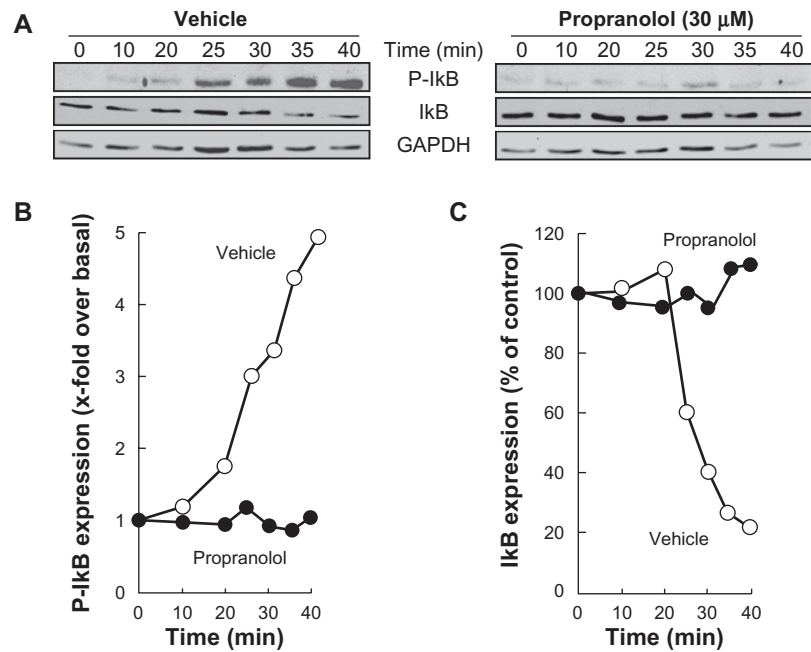 A
Vehicle
Propranolol (30 μM)
0 10 20 25 30 35 40 Time (min) 0 10 20 25 30 35 40
P-IkB
IkB
GAPDH
B
P-IkB expression (x-fold over basal)
5
4
3
2
1
0
Vehicle
Propranolol
0 10 20 30 40
Time (min)
C
IkB expression (% of control)
120
100
80
60
40
20
0
Propranolol
Vehicle
0 10 20 30 40
Time (min)